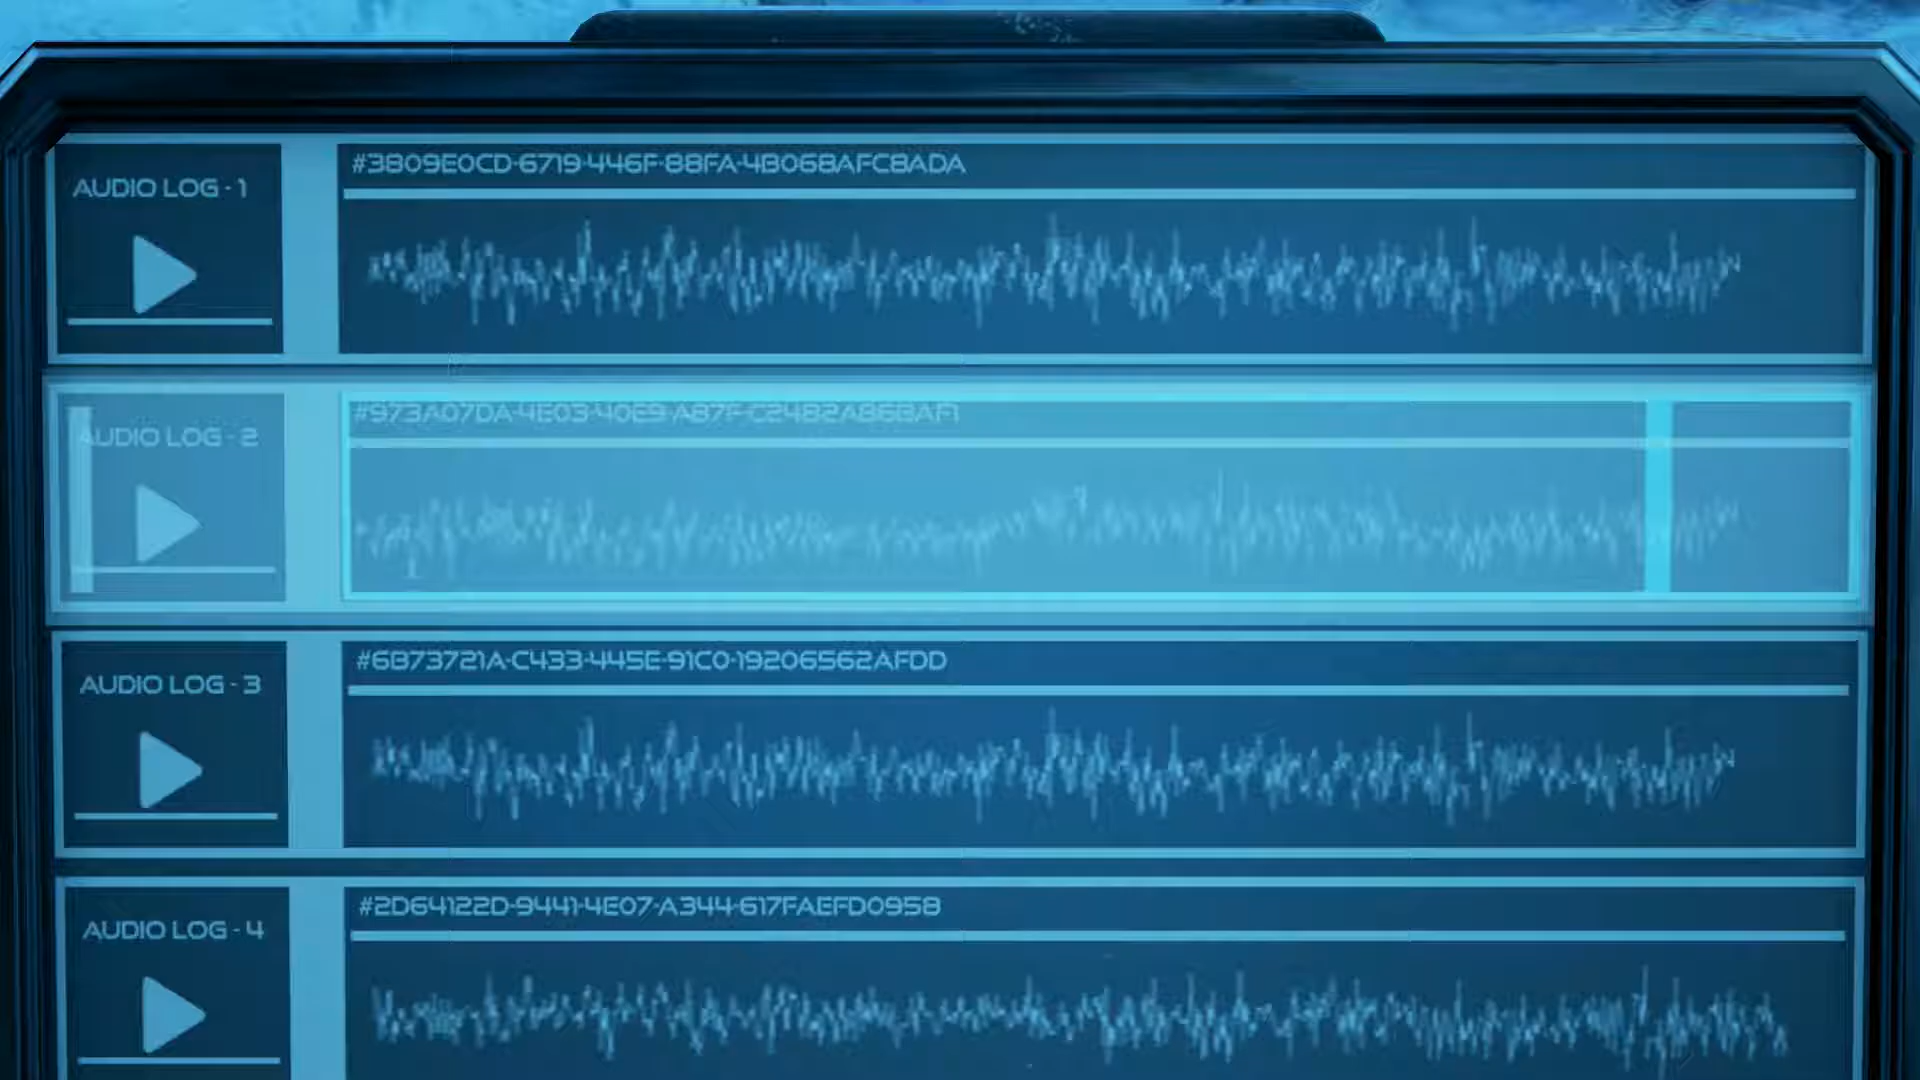 #3809E0CD-6719-446F-88FA-4B068AFC8ADA
AUDIO LOG - 1
#973A07DA-4E03-40E9-A87F-C2482A86BAF1
AUDIO LOG - 2
#6B73721A-C433-445E-91C0-19206562AFDD
AUDIO LOG - 3
#2D64122D-9441-4E07-A344-617FAEFD0958
AUDIO LOG - 4